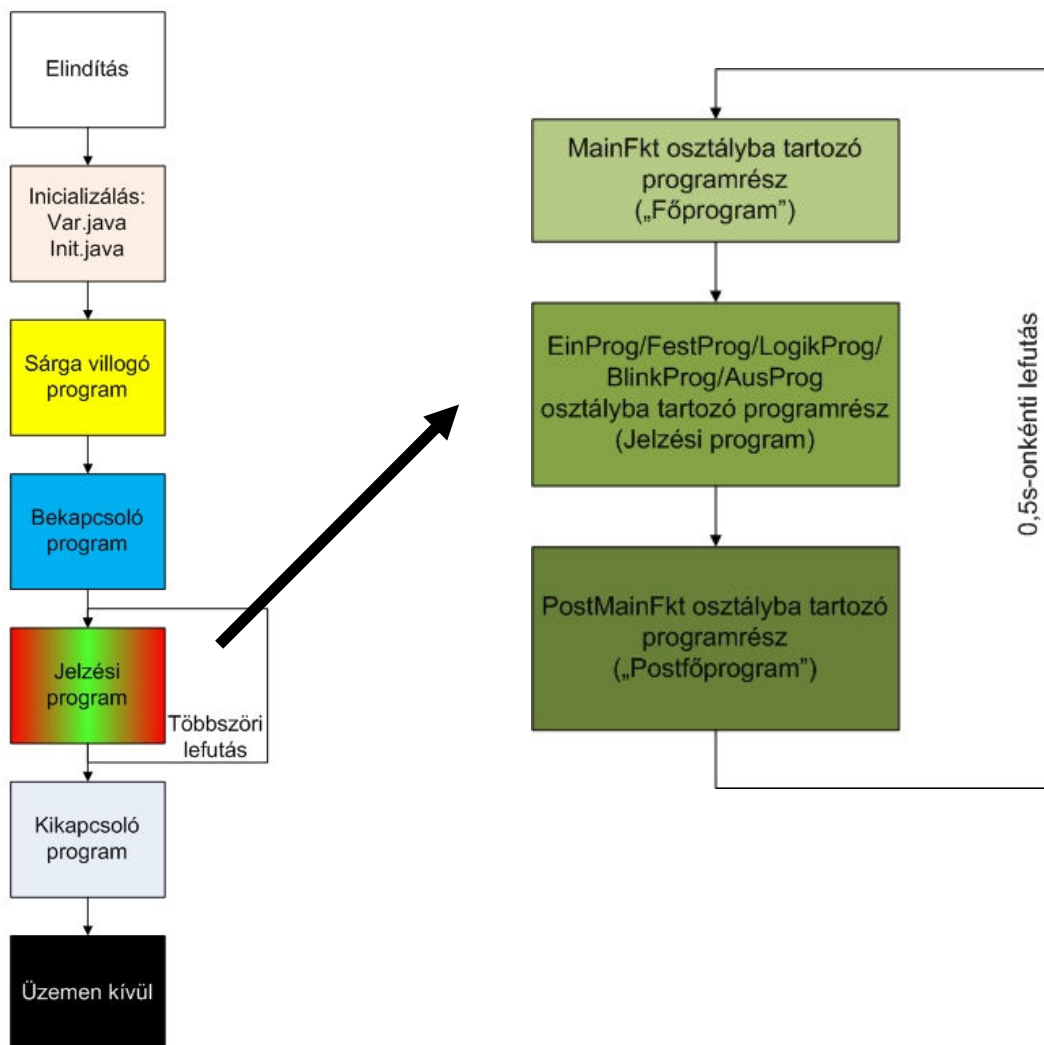 Elindítás
Inicializálás:
Var.java
Init.java
Sárga villogó
program
Bekapcsoló
program
Jelzési
program
Többszöri
lefutás
Kikapcsoló
program
Üzemen kívül
MainFkt osztályba tartozó
programrész
(„Főprogram”)
EinProg/FestProg/LogikProg/
BlinkProg/AusProg
osztályba tartozó programrész
(Jelzési program)
PostMainFkt osztályba tartozó
programrész
(„Postfőprogram”)
0,5s-onkénti lefutás